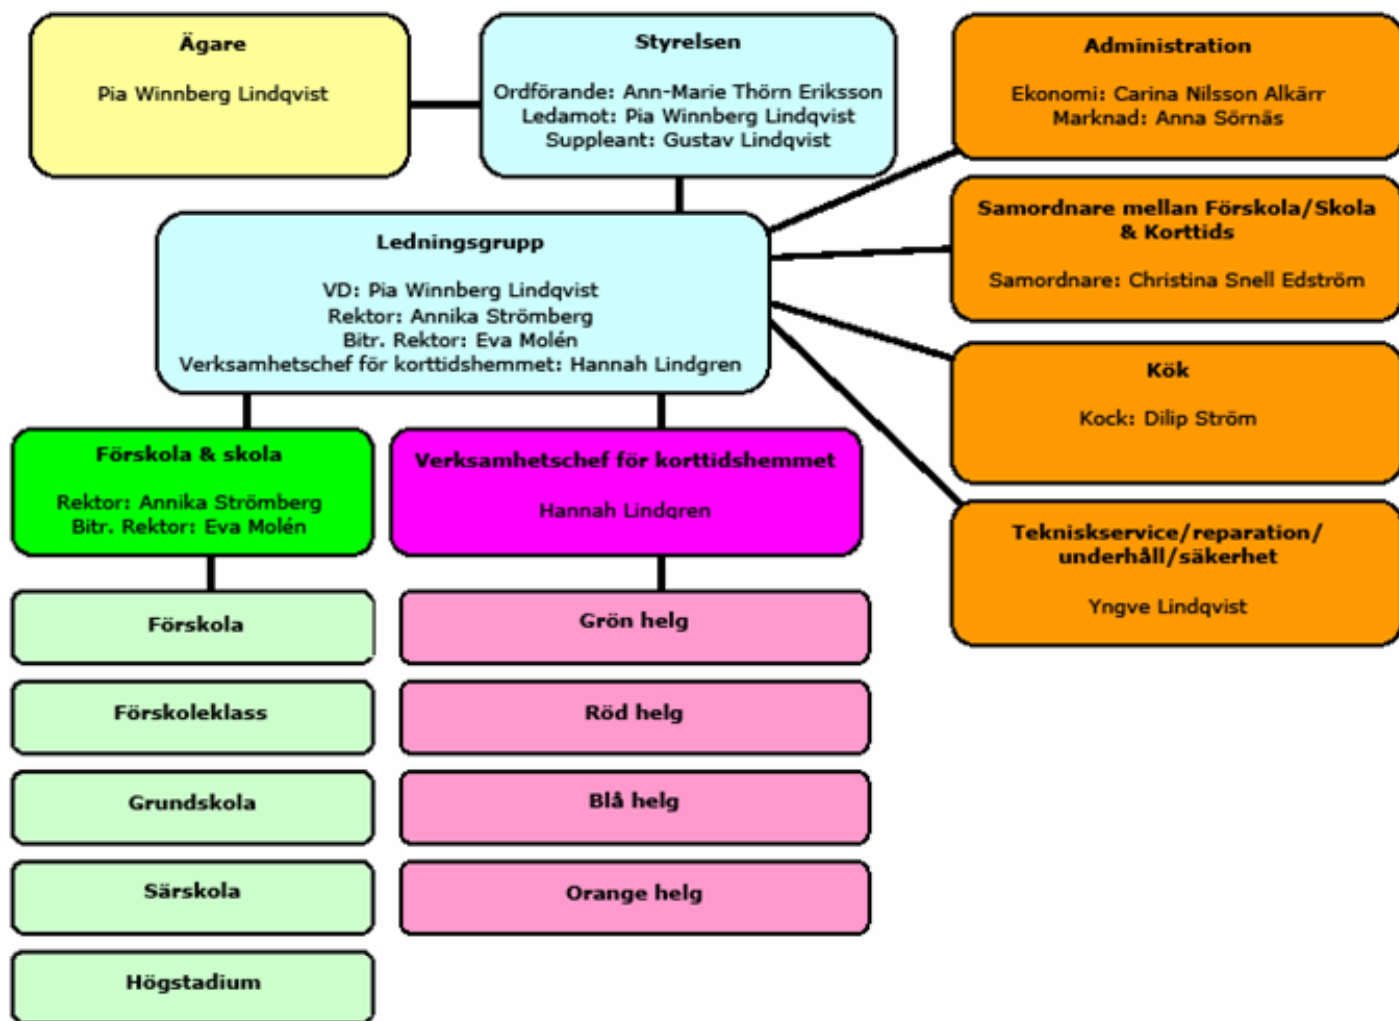 Ägare
Pia Winnberg Lindqvist
Styrelsen
Ordförande: Ann-Marie Thörn Eriksson
Ledamot: Pia Winnberg Lindqvist
Suppleant: Gustav Lindqvist
Administration
Ekonomi: Carina Nilsson Alkärr
Marknad: Anna Sörnäs
Samordnare mellan Förskola/Skola
& Korttids
Samordnare: Christina Snell Edström
Ledningsgrupp
VD: Pia Winnberg Lindqvist
Rektor: Annika Strömberg
Bitr. Rektor: Eva Molén
Verksamhetschef för korttidshemmet: Hannah Lindgren
Kök
Kock: Dilip Ström
Förskola & skola
Rektor: Annika Strömberg
Bitr. Rektor: Eva Molén
Verksamhetschef för korttidshemmet
Hannah Lindgren
Tekniskservice/reparation/
underhåll/säkerhet
Yngve Lindqvist
Förskola
Förskoleklass
Grundskola
Särskola
Högstadium
Grön helg
Röd helg
Blå helg
Orange helg